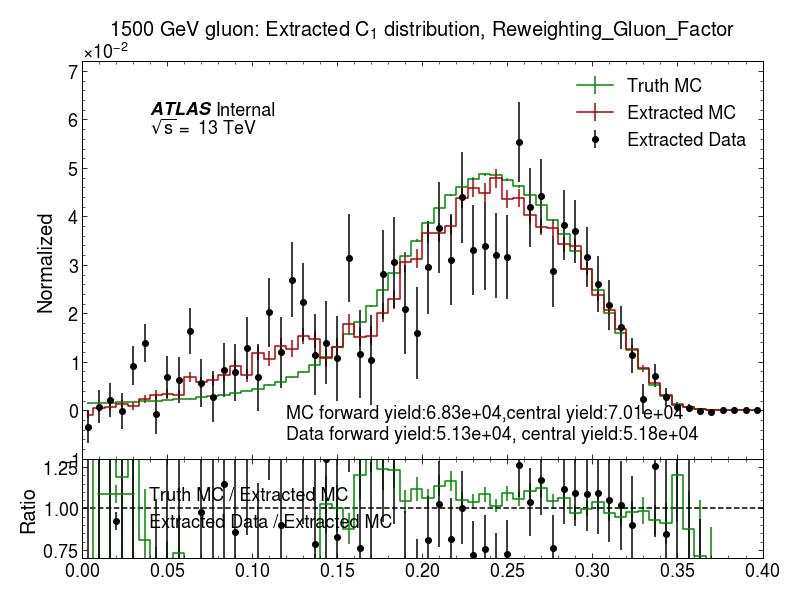 1500 GeV gluon: Extracted C₁ distribution, Reweighting_Gluon_Factor
×10⁻²
7
ATLAS Internal
√s = 13 TeV
Truth MC
Extracted MC
Extracted Data
6
5
4
3
2
1
0
Normalized
MC forward yield:6.83e+04,central yield:7.01e+04
Data forward yield:5.13e+04, central yield:5.18e+04
1
1.25
1.00
0.75
Ratio
Truth MC / Extracted MC
Extracted Data / Extracted MC
0.00 0.05 0.10 0.15 0.20 0.25 0.30 0.35 0.40